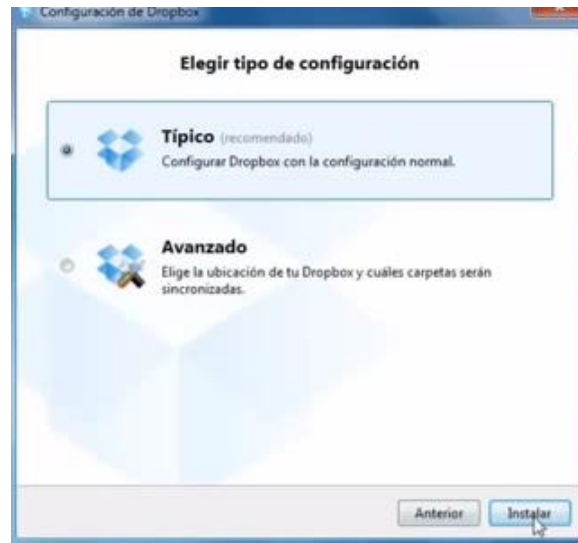 Configuración de Dropbox
Elegir tipo de configuración
Típico (recomendado)
Configurar Dropbox con la configuración normal.
Avanzado
Elige la ubicación de tu Dropbox y cuáles carpetas serán
sincronizadas.
Anterior Instalar